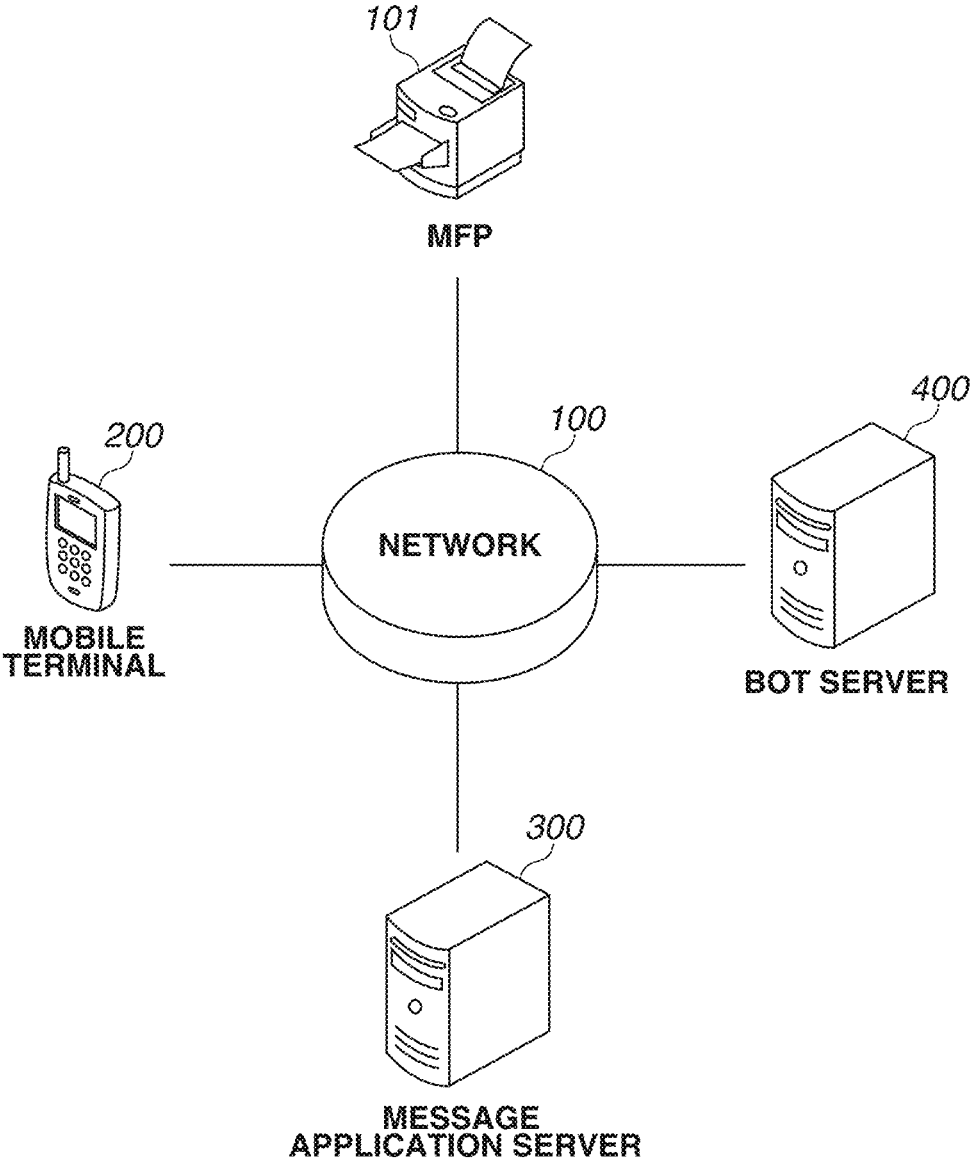 101
MFP
400
100
200
NETWORK
MOBILE
TERMINAL
BOT SERVER
300
MESSAGE
APPLICATION SERVER